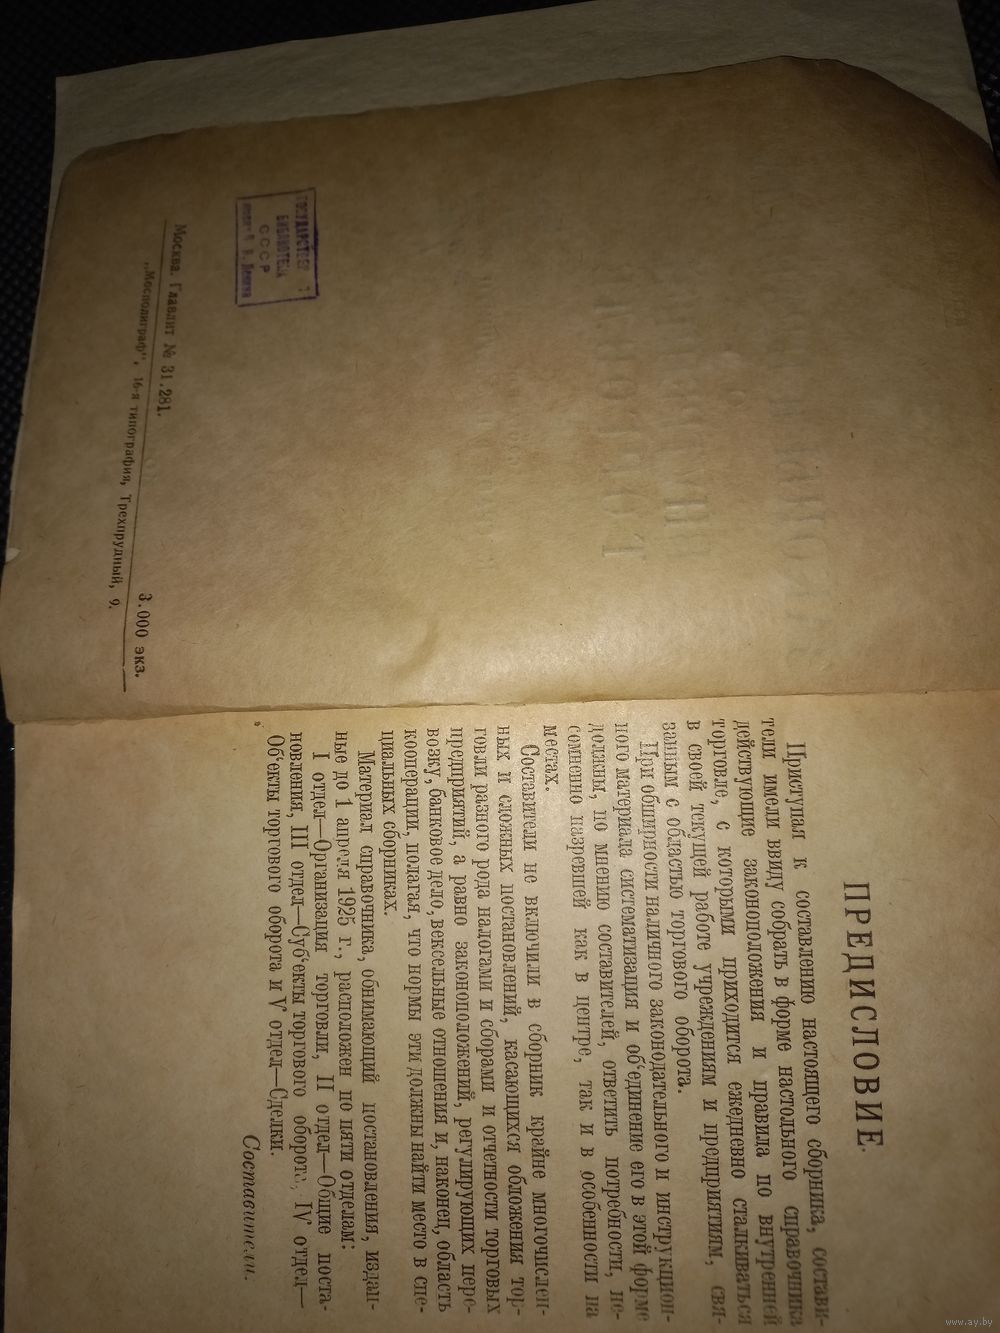 ГОСУДАРСТВЕН
БИБЛИОТЕКА
СССР
В. И. Ленина
Москва. Главлит № 31.281.
3.000 экз.
„Мосполиграф“, 16-я типография, Трехпрудный, 9.
ПРЕДИСЛОВИЕ.
Приступая к составлению настоящего сборника, состави-
тели имели ввиду собрать в форме настольного справочника
действующие законоположения и правила по внутренней
торговле, с которыми приходится ежедневно сталкиваться
в своей текущей работе учреждениям и предприятиям, свя-
занным с областью торгового оборота.
При обширности наличного законодательного и инструкцион-
ного материала систематизация и об‘единение его в этой форме
должны, по мнению составителей, ответить потребности, не-
сомненно назревшей как в центре, так и в особенности на
местах.
Составители не включили в сборник крайне многочислен-
ных и сложных постановлений, касающихся обложения тор-
говли разного рода налогами и сборами и отчетности торговых
предприятий, а равно законоположений, регулирующих пере-
возку, банковое дело, вексельные отношения и, наконец, область
кооперации, полагая, что нормы эти должны найти место в спе-
циальных сборниках.
Материал справочника, обнимающий постановления, издан-
ные до 1 апреля 1925 г., расположен по пяти отделам:
I отдел—Организация торговли, II отдел—Общие поста-
новления, III отдел—Суб‘екты торгового оборота, IV отдел—
Об‘екты торгового оборота и V отдел—Сделки.
Составители.
www.ay.by